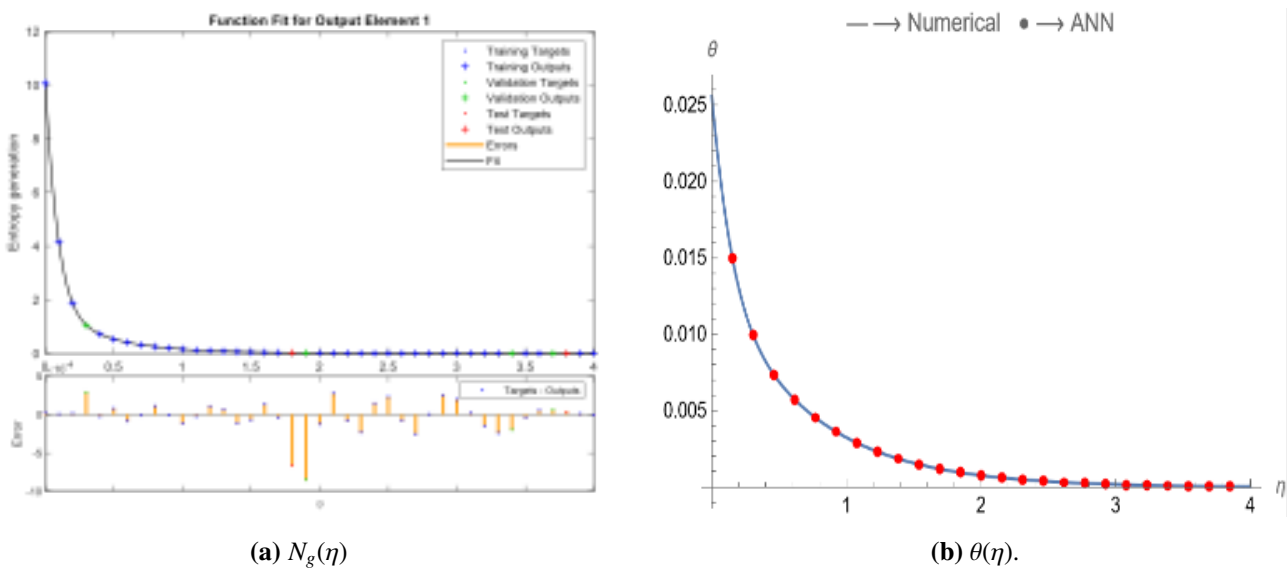 Function Fit for Output Element 1
12
10
8
6
4
2
0
Entropy generation
Training Targets
Training Outputs
Validation Targets
Validation Outputs
Test Targets
Test Outputs
Errors
Fit
0.5
1
1.5
2
2.5
3
3.5
4
5
0
-5
-10
Error
Targets - Outputs
(a) N_g(η)
— → Numerical ● → ANN
θ
0.025
0.020
0.015
0.010
0.005
1
2
3
4
η
(b) θ(η).